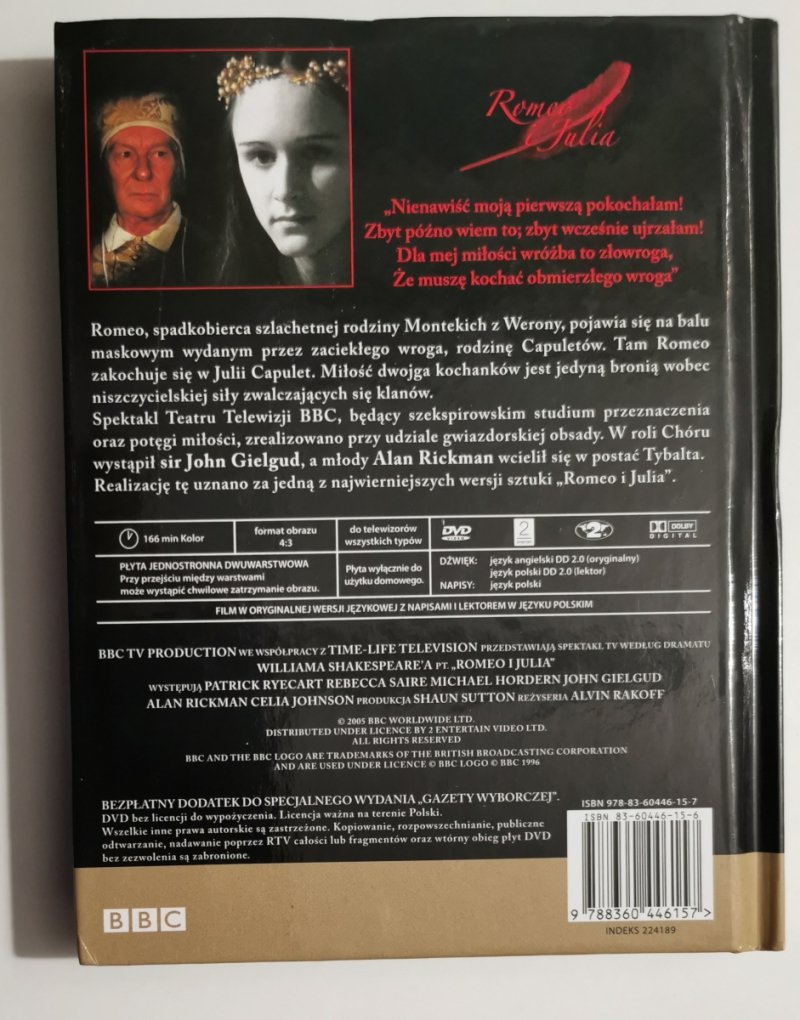 Romeo
i Julia
„Nienawiść moją pierwszą pokochałam!
Zbyt późno wiem to; zbyt wcześnie ujrzałam!
Dla mej miłości wróżba to złowroga,
Że muszę kochać obmierzłego wroga”
Romeo, spadkobierca szlachetnej rodziny Montekich z Werony, pojawia się na balu
maskowym wydanym przez zaciekłego wroga, rodzinę Capuletów. Tam Romeo
zakochuje się w Julii Capulet. Miłość dwojga kochanków jest jedyną bronią wobec
niszczycielskiej siły zwalczających się klanów.
Spektakl Teatru Telewizji BBC, będący szekspirowskim studium przeznaczenia
oraz potęgi miłości, zrealizowano przy udziale gwiazdorskiej obsady. W roli Chóru
wystąpił sir John Gielgud, a młody Alan Rickman wcielił się w postać Tybalta.
Realizację tę uznano za jedną z najwierniejszych wersji sztuki „Romeo i Julia”.
166 min Kolor
format obrazu
4:3
do telewizorów
wszystkich typów
DVD
VIDEO
2
2
DOLBY
DIGITAL
PŁYTA JEDNOSTRONNA DWUWARSTWOWA
Przy przejściu między warstwami
może wystąpić chwilowe zatrzymanie obrazu.
Płyta wyłącznie do
użytku domowego.
DŹWIĘK: język angielski DD 2.0 (oryginalny)
język polski DD 2.0 (lektor)
NAPISY: język polski
FILM W ORYGINALNEJ WERSJI JĘZYKOWEJ Z NAPISAMI I LEKTOREM W JĘZYKU POLSKIM
BBC TV PRODUCTION WE WSPÓŁPRACY Z TIME-LIFE TELEVISION PRZEDSTAWIAJĄ SPEKTAKL TV WEDŁUG DRAMATU
WILLIAMA SHAKESPEARE'A PT. „ROMEO I JULIA”
WYSTĘPUJĄ PATRICK RYECART REBECCA SAIRE MICHAEL HORDERN JOHN GIELGUD
ALAN RICKMAN CELIA JOHNSON PRODUKCJA SHAUN SUTTON REŻYSERIA ALVIN RAKOFF
© 2005 BBC WORLDWIDE LTD.
DISTRIBUTED UNDER LICENCE BY 2 ENTERTAIN VIDEO LTD.
ALL RIGHTS RESERVED
BBC AND THE BBC LOGO ARE TRADEMARKS OF THE BRITISH BROADCASTING CORPORATION
AND ARE USED UNDER LICENCE © BBC LOGO © BBC 1996
BEZPŁATNY DODATEK DO SPECJALNEGO WYDANIA „GAZETY WYBORCZEJ”.
DVD bez licencji do wypożyczenia. Licencja ważna na terenie Polski.
Wszelkie inne prawa autorskie są zastrzeżone. Kopiowanie, rozpowszechnianie, publiczne
odtwarzanie, nadawanie poprzez RTV całości lub fragmentów oraz wtórny obieg płyt DVD
bez zezwolenia są zabronione.
ISBN 978-83-60446-15-7
ISBN 83-60446-15-6
9 788360 446157 >
INDEKS 224189
BBC